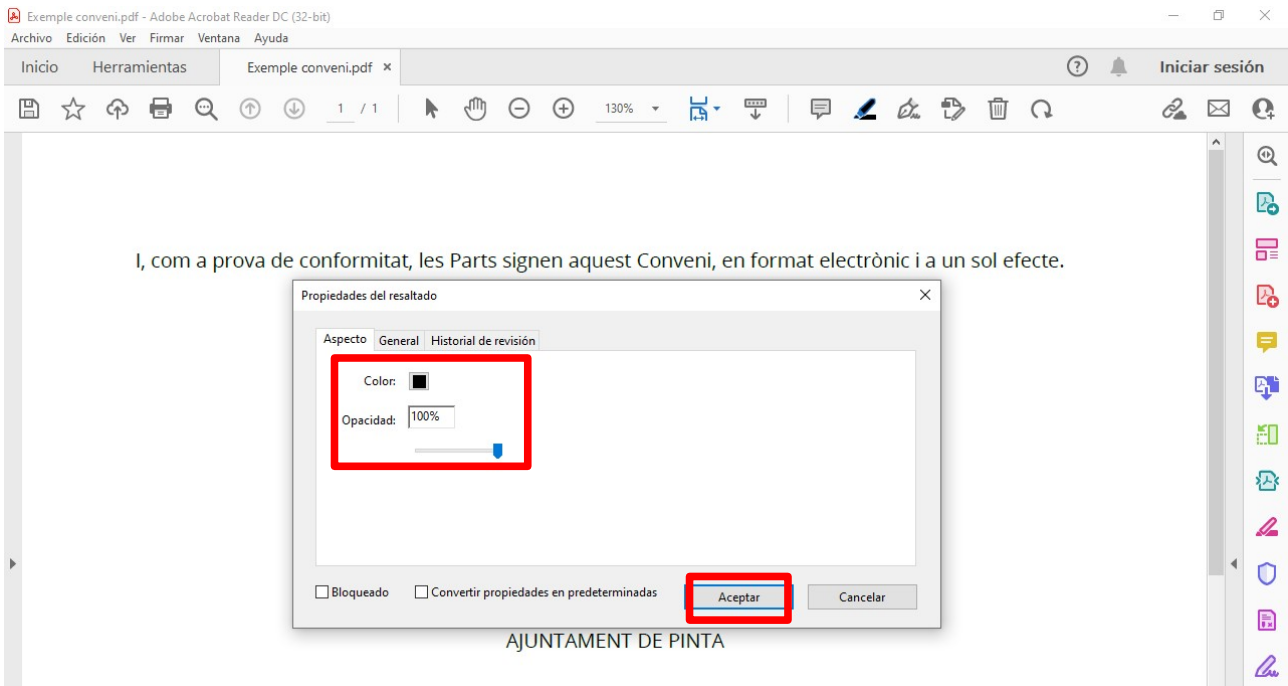 Exemple conveni.pdf - Adobe Acrobat Reader DC (32-bit)
Archivo Edición Ver Firmar Ventana Ayuda
Inicio Herramientas Exemple conveni.pdf × Iniciar sesión
1 / 1 130%
I, com a prova de conformitat, les Parts signen aquest Conveni, en format electrònic i a un sol efecte.
Propiedades del resaltado
Aspecto General Historial de revisión
Color:
Opacidad: 100%
Bloqueado Convertir propiedades en predeterminadas Aceptar Cancelar
AJUNTAMENT DE PINTA